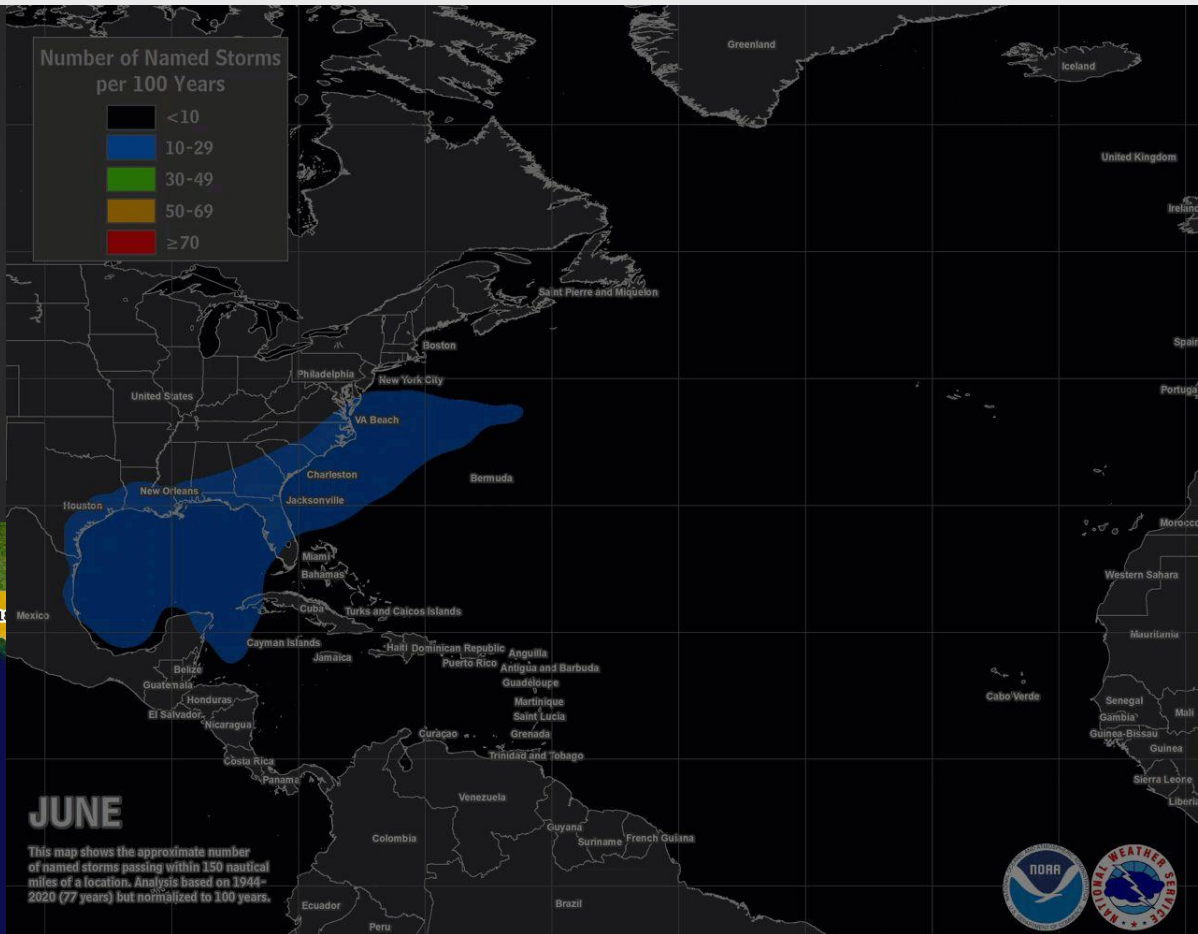 Number of Named Storms
per 100 Years
<10
10-29
30-49
50-69
≥70
Greenland
Iceland
United Kingdom
Ireland
Saint Pierre and Miquelon
Boston
Spain
Philadelphia
New York City
United States
Portuga
VA Beach
Charleston
Bermuda
New Orleans
Jacksonville
Houston
Morocco
Miami
Bahamas
Western Sahara
Mexico
Cuba
Turks and Caicos Islands
Mauritania
Cayman Islands
Haiti
Dominican Republic
Anguilla
Jamaica
Puerto Rico
Antigua and Barbuda
Belize
Guadeloupe
Guatemala
Honduras
Martinique
Cabo Verde
Senegal
El Salvador
Saint Lucia
Gambia
Mali
Nicaragua
Curaçao
Grenada
Guinea-Bissau
Guinea
Costa Rica
Trinidad and Tobago
Panama
Sierra Leone
Venezuela
Liberia
JUNE
Guyana
Colombia
Suriname
French Guiana
This map shows the approximate number
of named storms passing within 150 nautical
miles of a location. Analysis based on 1944-
2020 (77 years) but normalized to 100 years.
Ecuador
Brazil
Peru
NOAA
NATIONAL WEATHER SERVICE